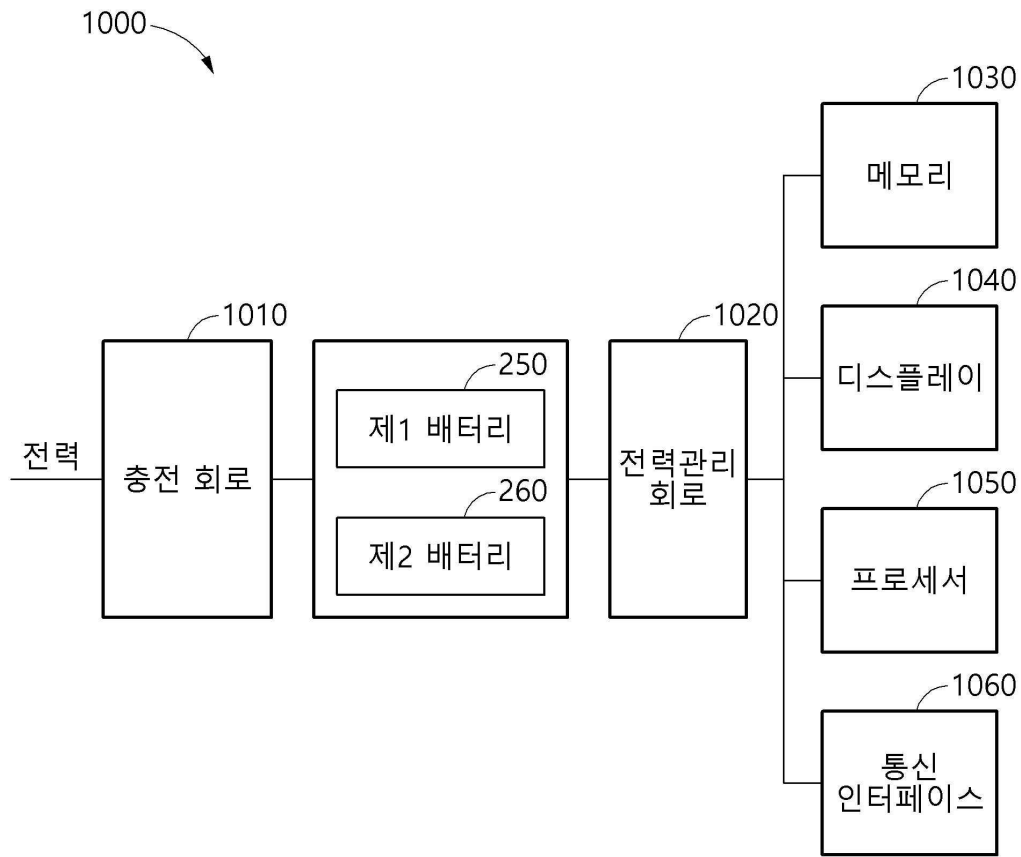 1000
1030
메모리
1040
디스플레이
1010
1020
250
제1 배터리
전력
충전 회로
전력관리
회로
260
제2 배터리
1050
프로세서
1060
통신
인터페이스